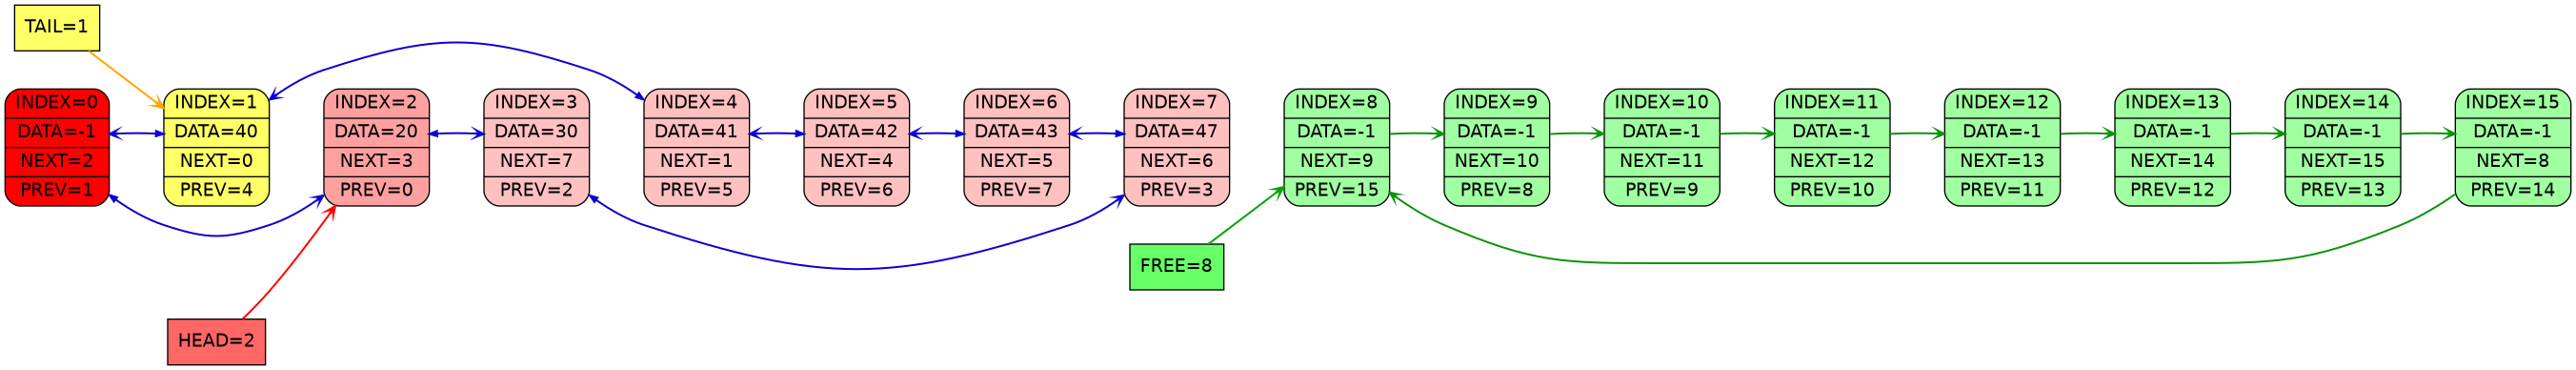 TAIL=1
INDEX=0
DATA=-1
NEXT=2
PREV=1
INDEX=1
DATA=40
NEXT=0
PREV=4
INDEX=2
DATA=20
NEXT=3
PREV=0
INDEX=3
DATA=30
NEXT=7
PREV=2
INDEX=4
DATA=41
NEXT=1
PREV=5
INDEX=5
DATA=42
NEXT=4
PREV=6
INDEX=6
DATA=43
NEXT=5
PREV=7
INDEX=7
DATA=47
NEXT=6
PREV=3
INDEX=8
DATA=-1
NEXT=9
PREV=15
INDEX=9
DATA=-1
NEXT=10
PREV=8
INDEX=10
DATA=-1
NEXT=11
PREV=9
INDEX=11
DATA=-1
NEXT=12
PREV=10
INDEX=12
DATA=-1
NEXT=13
PREV=11
INDEX=13
DATA=-1
NEXT=14
PREV=12
INDEX=14
DATA=-1
NEXT=15
PREV=13
INDEX=15
DATA=-1
NEXT=8
PREV=14
FREE=8
HEAD=2